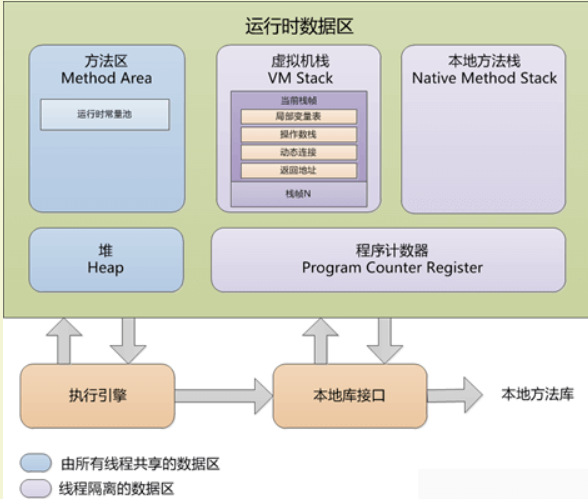 运行时数据区
方法区
Method Area
运行时常量池
虚拟机栈
VM Stack
当前栈帧
局部变量表
操作数栈
动态连接
返回地址
栈帧N
本地方法栈
Native Method Stack
堆
Heap
程序计数器
Program Counter Register
执行引擎
本地库接口
本地方法库
由所有线程共享的数据区
线程隔离的数据区